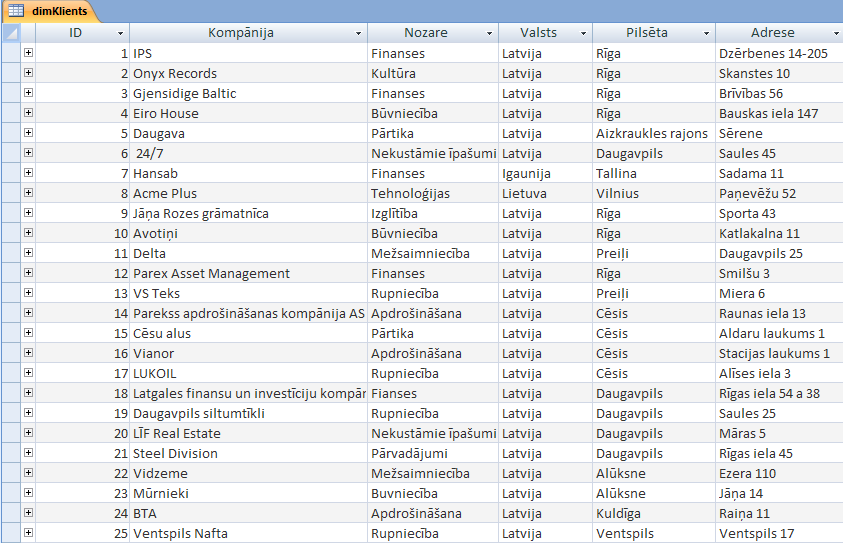 dimKlients
ID Kompānija Nozare Valsts Pilsēta Adrese
1 IPS Finanses Latvija Rīga Dzērbenes 14-205
2 Onyx Records Kultūra Latvija Rīga Skanstes 10
3 Gjensidige Baltic Finanses Latvija Rīga Brīvības 56
4 Eiro House Būvniecība Latvija Rīga Bauskas iela 147
5 Daugava Pārtika Latvija Aizkraukles rajons Sērene
6 24/7 Nekustāmie īpašumi Latvija Daugavpils Saules 45
7 Hansab Finanses Igaunija Tallina Sadama 11
8 Acme Plus Tehnoloģijas Lietuva Vilnius Paņevēžu 52
9 Jāņa Rozes grāmatnīca Izglītība Latvija Rīga Sporta 43
10 Avotiņi Būvniecība Latvija Rīga Katlakalna 11
11 Delta Mežsaimniecība Latvija Preiļi Daugavpils 25
12 Parex Asset Management Finanses Latvija Rīga Smilšu 3
13 VS Teks Rupniecība Latvija Preiļi Miera 6
14 Parekss apdrošināšanas kompānija AS Apdrošināšana Latvija Cēsis Raunas iela 13
15 Cēsu alus Pārtika Latvija Cēsis Aldaru laukums 1
16 Vianor Apdrošināšana Latvija Cēsis Stacijas laukums 1
17 LUKOIL Rupniecība Latvija Cēsis Alīses iela 3
18 Latgales finansu un investīciju kompār Fianses Latvija Daugavpils Rīgas iela 54 a 38
19 Daugavpils siltumtīkli Rupniecība Latvija Daugavpils Saules 25
20 LĪF Real Estate Nekustāmie īpašumi Latvija Daugavpils Māras 5
21 Steel Division Pārvadājumi Latvija Daugavpils Rīgas iela 45
22 Vidzeme Mežsaimniecība Latvija Alūksne Ezera 110
23 Mūrnieki Buvniecība Latvija Alūksne Jāņa 14
24 BTA Apdrošināšana Latvija Kuldīga Raiņa 11
25 Ventspils Nafta Rupniecība Latvija Ventspils Ventspils 17